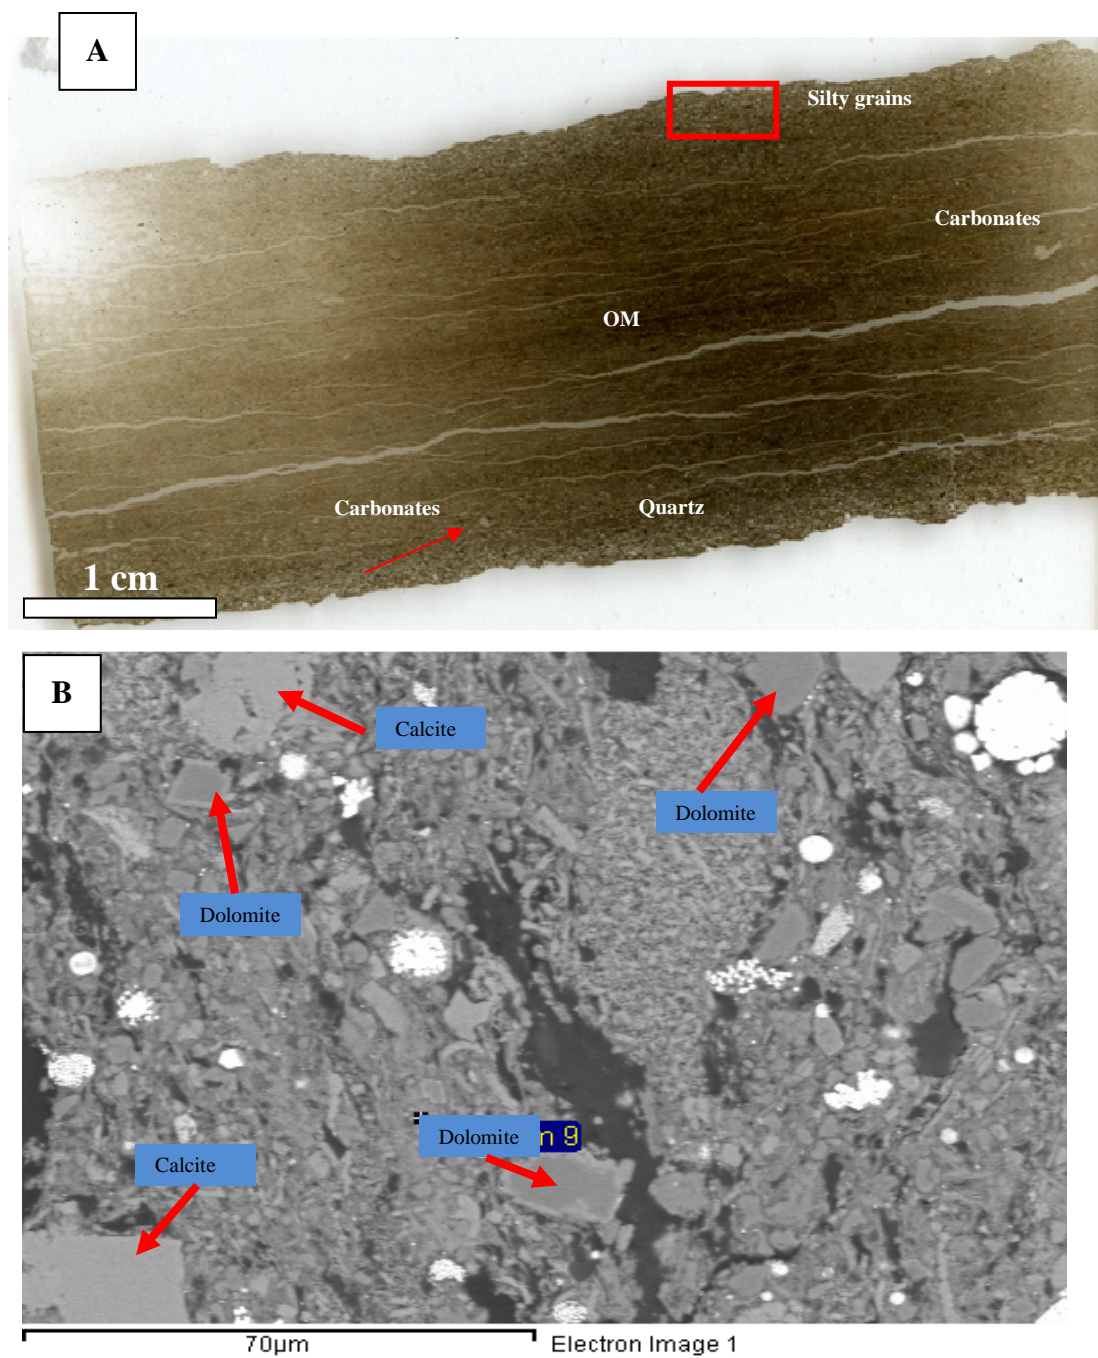 A
Silty grains
Carbonates
OM
Carbonates
Quartz
1 cm
B
Calcite
Dolomite
Dolomite
Dolomite
n 9
Calcite
70µm
Electron Image 1